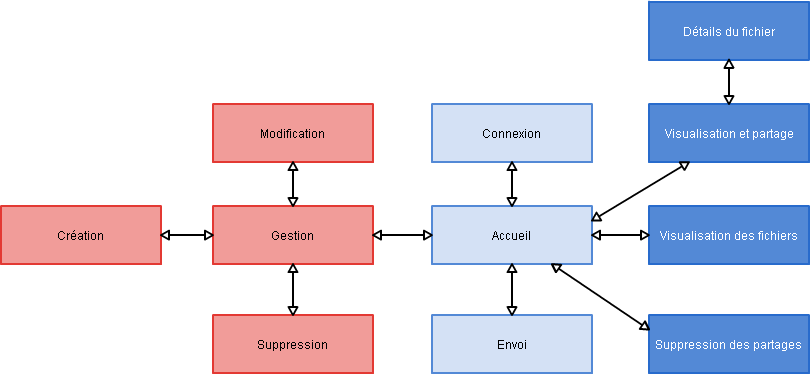 Détails du fichier
Modification
Connexion
Visualisation et partage
Création
Gestion
Accueil
Visualisation des fichiers
Suppression
Envoi
Suppression des partages